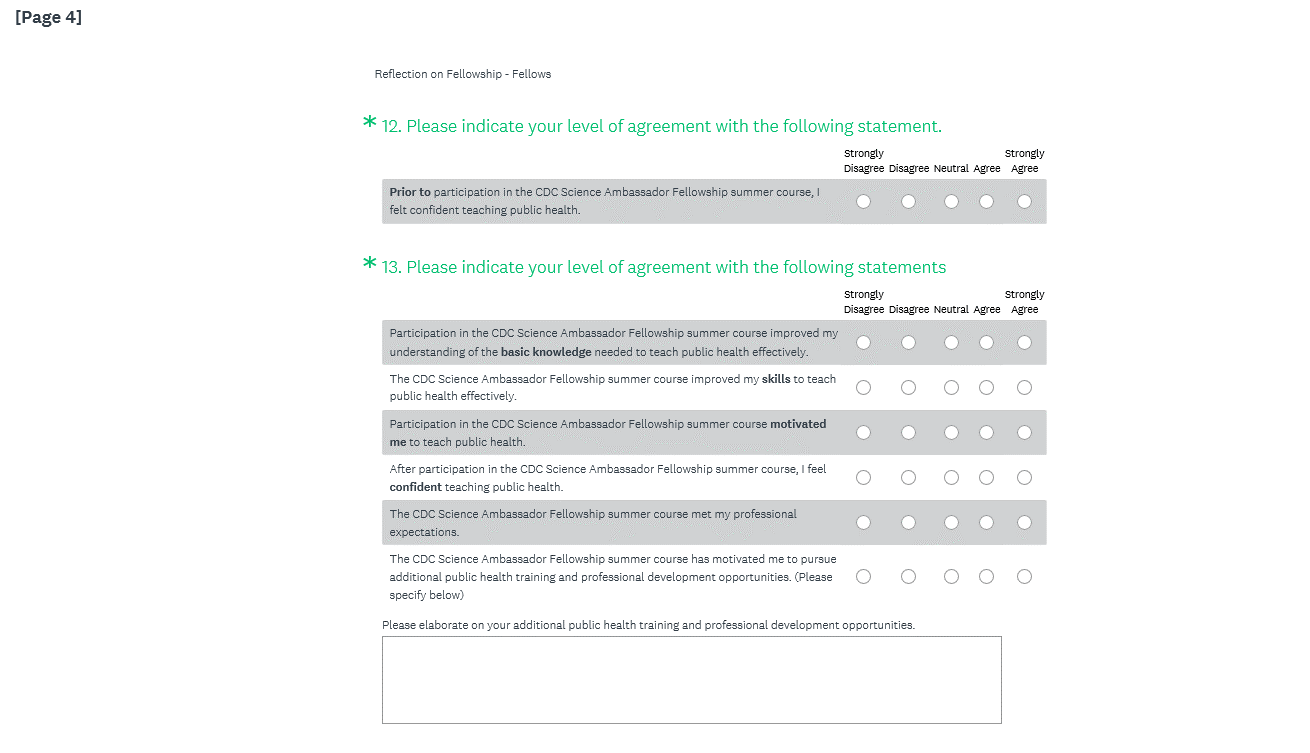 [Page 4]
Reflection on Fellowship - Fellows
* 12. Please indicate your level of agreement with the following statement.
Strongly Disagree Disagree Neutral Agree Strongly Agree
Prior to participation in the CDC Science Ambassador Fellowship summer course, I
felt confident teaching public health.
* 13. Please indicate your level of agreement with the following statements
Strongly Disagree Disagree Neutral Agree Strongly Agree
Participation in the CDC Science Ambassador Fellowship summer course improved my
understanding of the basic knowledge needed to teach public health effectively.
The CDC Science Ambassador Fellowship summer course improved my skills to teach
public health effectively.
Participation in the CDC Science Ambassador Fellowship summer course motivated
me to teach public health.
After participation in the CDC Science Ambassador Fellowship summer course, I feel
confident teaching public health.
The CDC Science Ambassador Fellowship summer course met my professional
expectations.
The CDC Science Ambassador Fellowship summer course has motivated me to pursue
additional public health training and professional development opportunities. (Please
specify below)
Please elaborate on your additional public health training and professional development opportunities.